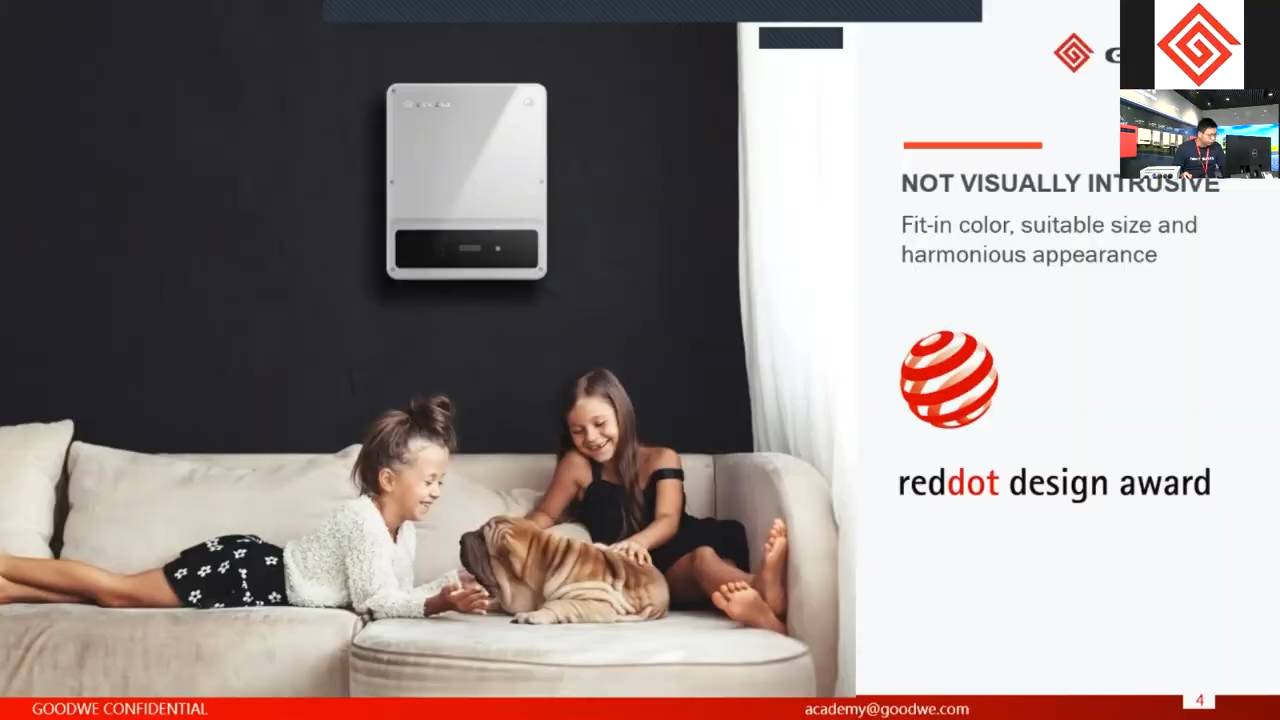 NOT VISUALLY INTRUSIVE
Fit-in color, suitable size and
harmonious appearance
reddot design award
GOODWE CONFIDENTIAL
academy@goodwe.com
4